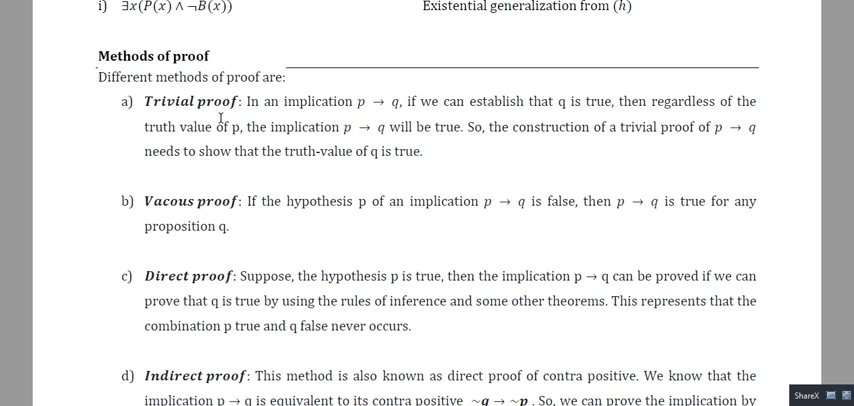 i) ∃x(P(x) ∧ ¬B(x)) Existential generalization from (h)
Methods of proof
Different methods of proof are:
a) Trivial proof: In an implication p → q, if we can establish that q is true, then regardless of the
truth value of p, the implication p → q will be true. So, the construction of a trivial proof of p → q
needs to show that the truth-value of q is true.
b) Vacous proof: If the hypothesis p of an implication p → q is false, then p → q is true for any
proposition q.
c) Direct proof: Suppose, the hypothesis p is true, then the implication p → q can be proved if we can
prove that q is true by using the rules of inference and some other theorems. This represents that the
combination p true and q false never occurs.
d) Indirect proof: This method is also known as direct proof of contra positive. We know that the
implication p → q is equivalent to its contra positive ~q → ~p . So, we can prove the implication by
ShareX